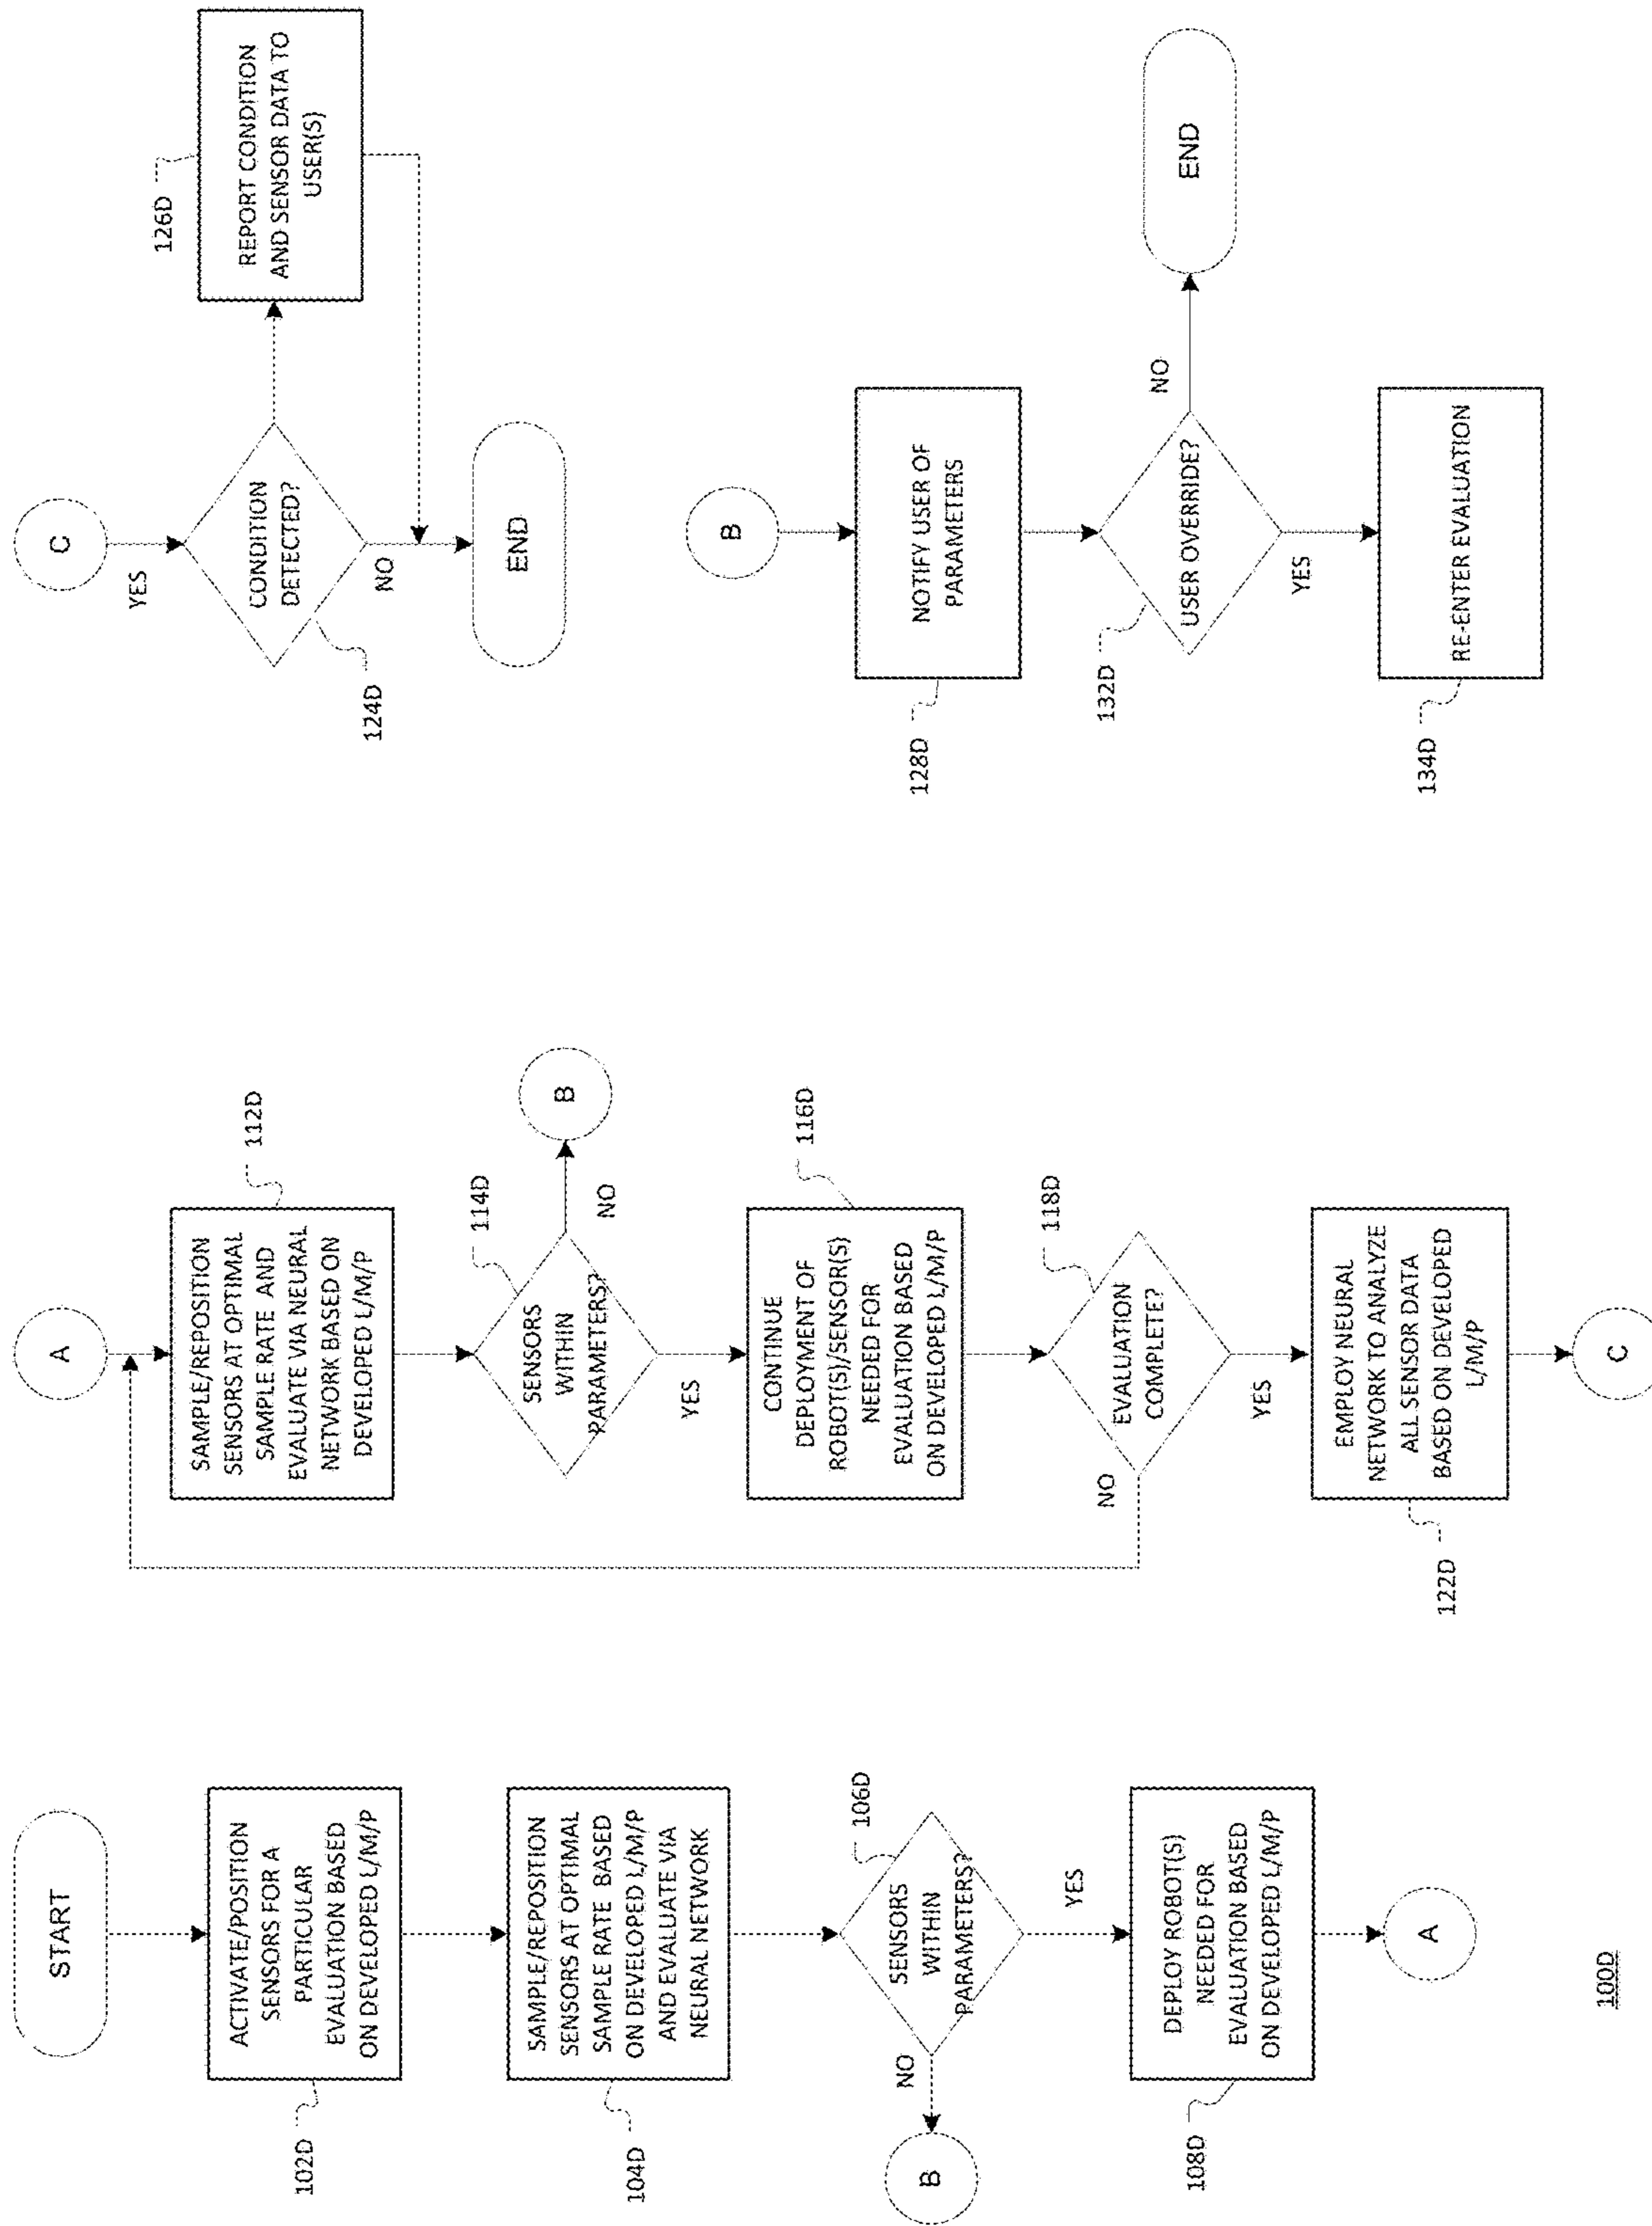 START
102D
ACTIVATE/POSITION
SENSORS FOR A
PARTICULAR
EVALUATION BASED
ON DEVELOPED L/M/P
104D
SAMPLE/REPOSITION
SENSORS AT OPTIMAL
SAMPLE RATE BASED
ON DEVELOPED L/M/P
AND EVALUATE VIA
NEURAL NETWORK
106D
SENSORS
WITHIN
PARAMETERS?
NO
B
YES
108D
DEPLOY ROBOT(S)
NEEDED FOR
EVALUATION BASED
ON DEVELOPED L/M/P
A
100D
A
112D
SAMPLE/REPOSITION
SENSORS AT OPTIMAL
SAMPLE RATE AND
EVALUATE VIA NEURAL
NETWORK BASED ON
DEVELOPED L/M/P
114D
SENSORS
WITHIN
PARAMETERS?
NO
B
YES
116D
CONTINUE
DEPLOYMENT OF
ROBOT(S)/SENSOR(S)
NEEDED FOR
EVALUATION BASED
ON DEVELOPED L/M/P
118D
EVALUATION
COMPLETE?
NO
YES
122D
EMPLOY NEURAL
NETWORK TO ANALYZE
ALL SENSOR DATA
BASED ON DEVELOPED
L/M/P
C
C
YES
CONDITION
DETECTED?
124D
NO
126D
REPORT CONDITION
AND SENSOR DATA TO
USER(S)
END
B
128D
NOTIFY USER OF
PARAMETERS
132D
USER OVERRIDE?
NO
END
YES
134D
RE-ENTER EVALUATION